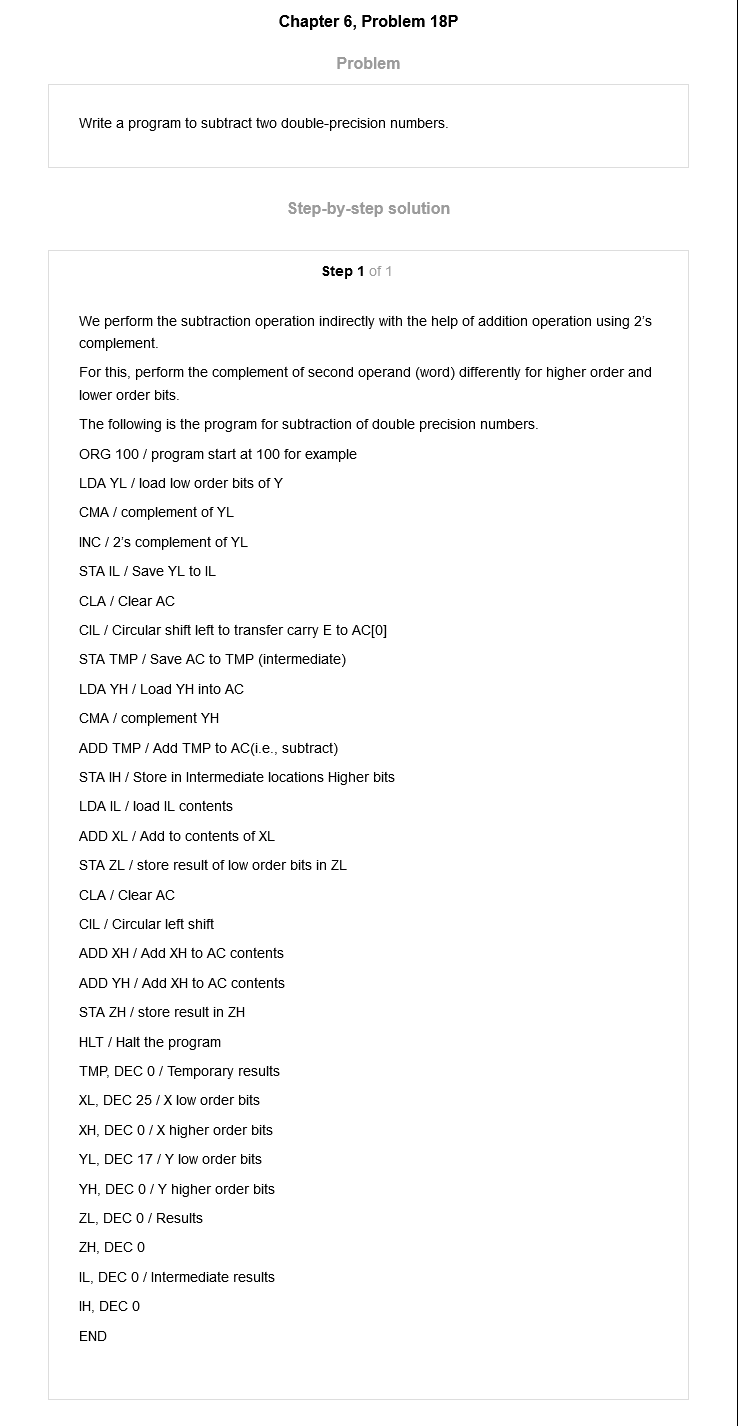 Chapter 6, Problem 18P
Problem
Write a program to subtract two double-precision numbers.
Step-by-step solution
Step 1 of 1
We perform the subtraction operation indirectly with the help of addition operation using 2's
complement.
For this, perform the complement of second operand (word) differently for higher order and
lower order bits.
The following is the program for subtraction of double precision numbers.
ORG 100 / program start at 100 for example
LDA YL / load low order bits of Y
CMA / complement of YL
INC / 2's complement of YL
STA IL / Save YL to IL
CLA / Clear AC
CIL / Circular shift left to transfer carry E to AC[0]
STA TMP / Save AC to TMP (intermediate)
LDA YH / Load YH into AC
CMA / complement YH
ADD TMP / Add TMP to AC(i.e., subtract)
STA IH / Store in Intermediate locations Higher bits
LDA IL / load IL contents
ADD XL / Add to contents of XL
STA ZL / store result of low order bits in ZL
CLA / Clear AC
CIL / Circular left shift
ADD XH / Add XH to AC contents
ADD YH / Add XH to AC contents
STA ZH / store result in ZH
HLT / Halt the program
TMP, DEC 0 / Temporary results
XL, DEC 25 / X low order bits
XH, DEC 0 / X higher order bits
YL, DEC 17 / Y low order bits
YH, DEC 0 / Y higher order bits
ZL, DEC 0 / Results
ZH, DEC 0
IL, DEC 0 / Intermediate results
IH, DEC 0
END